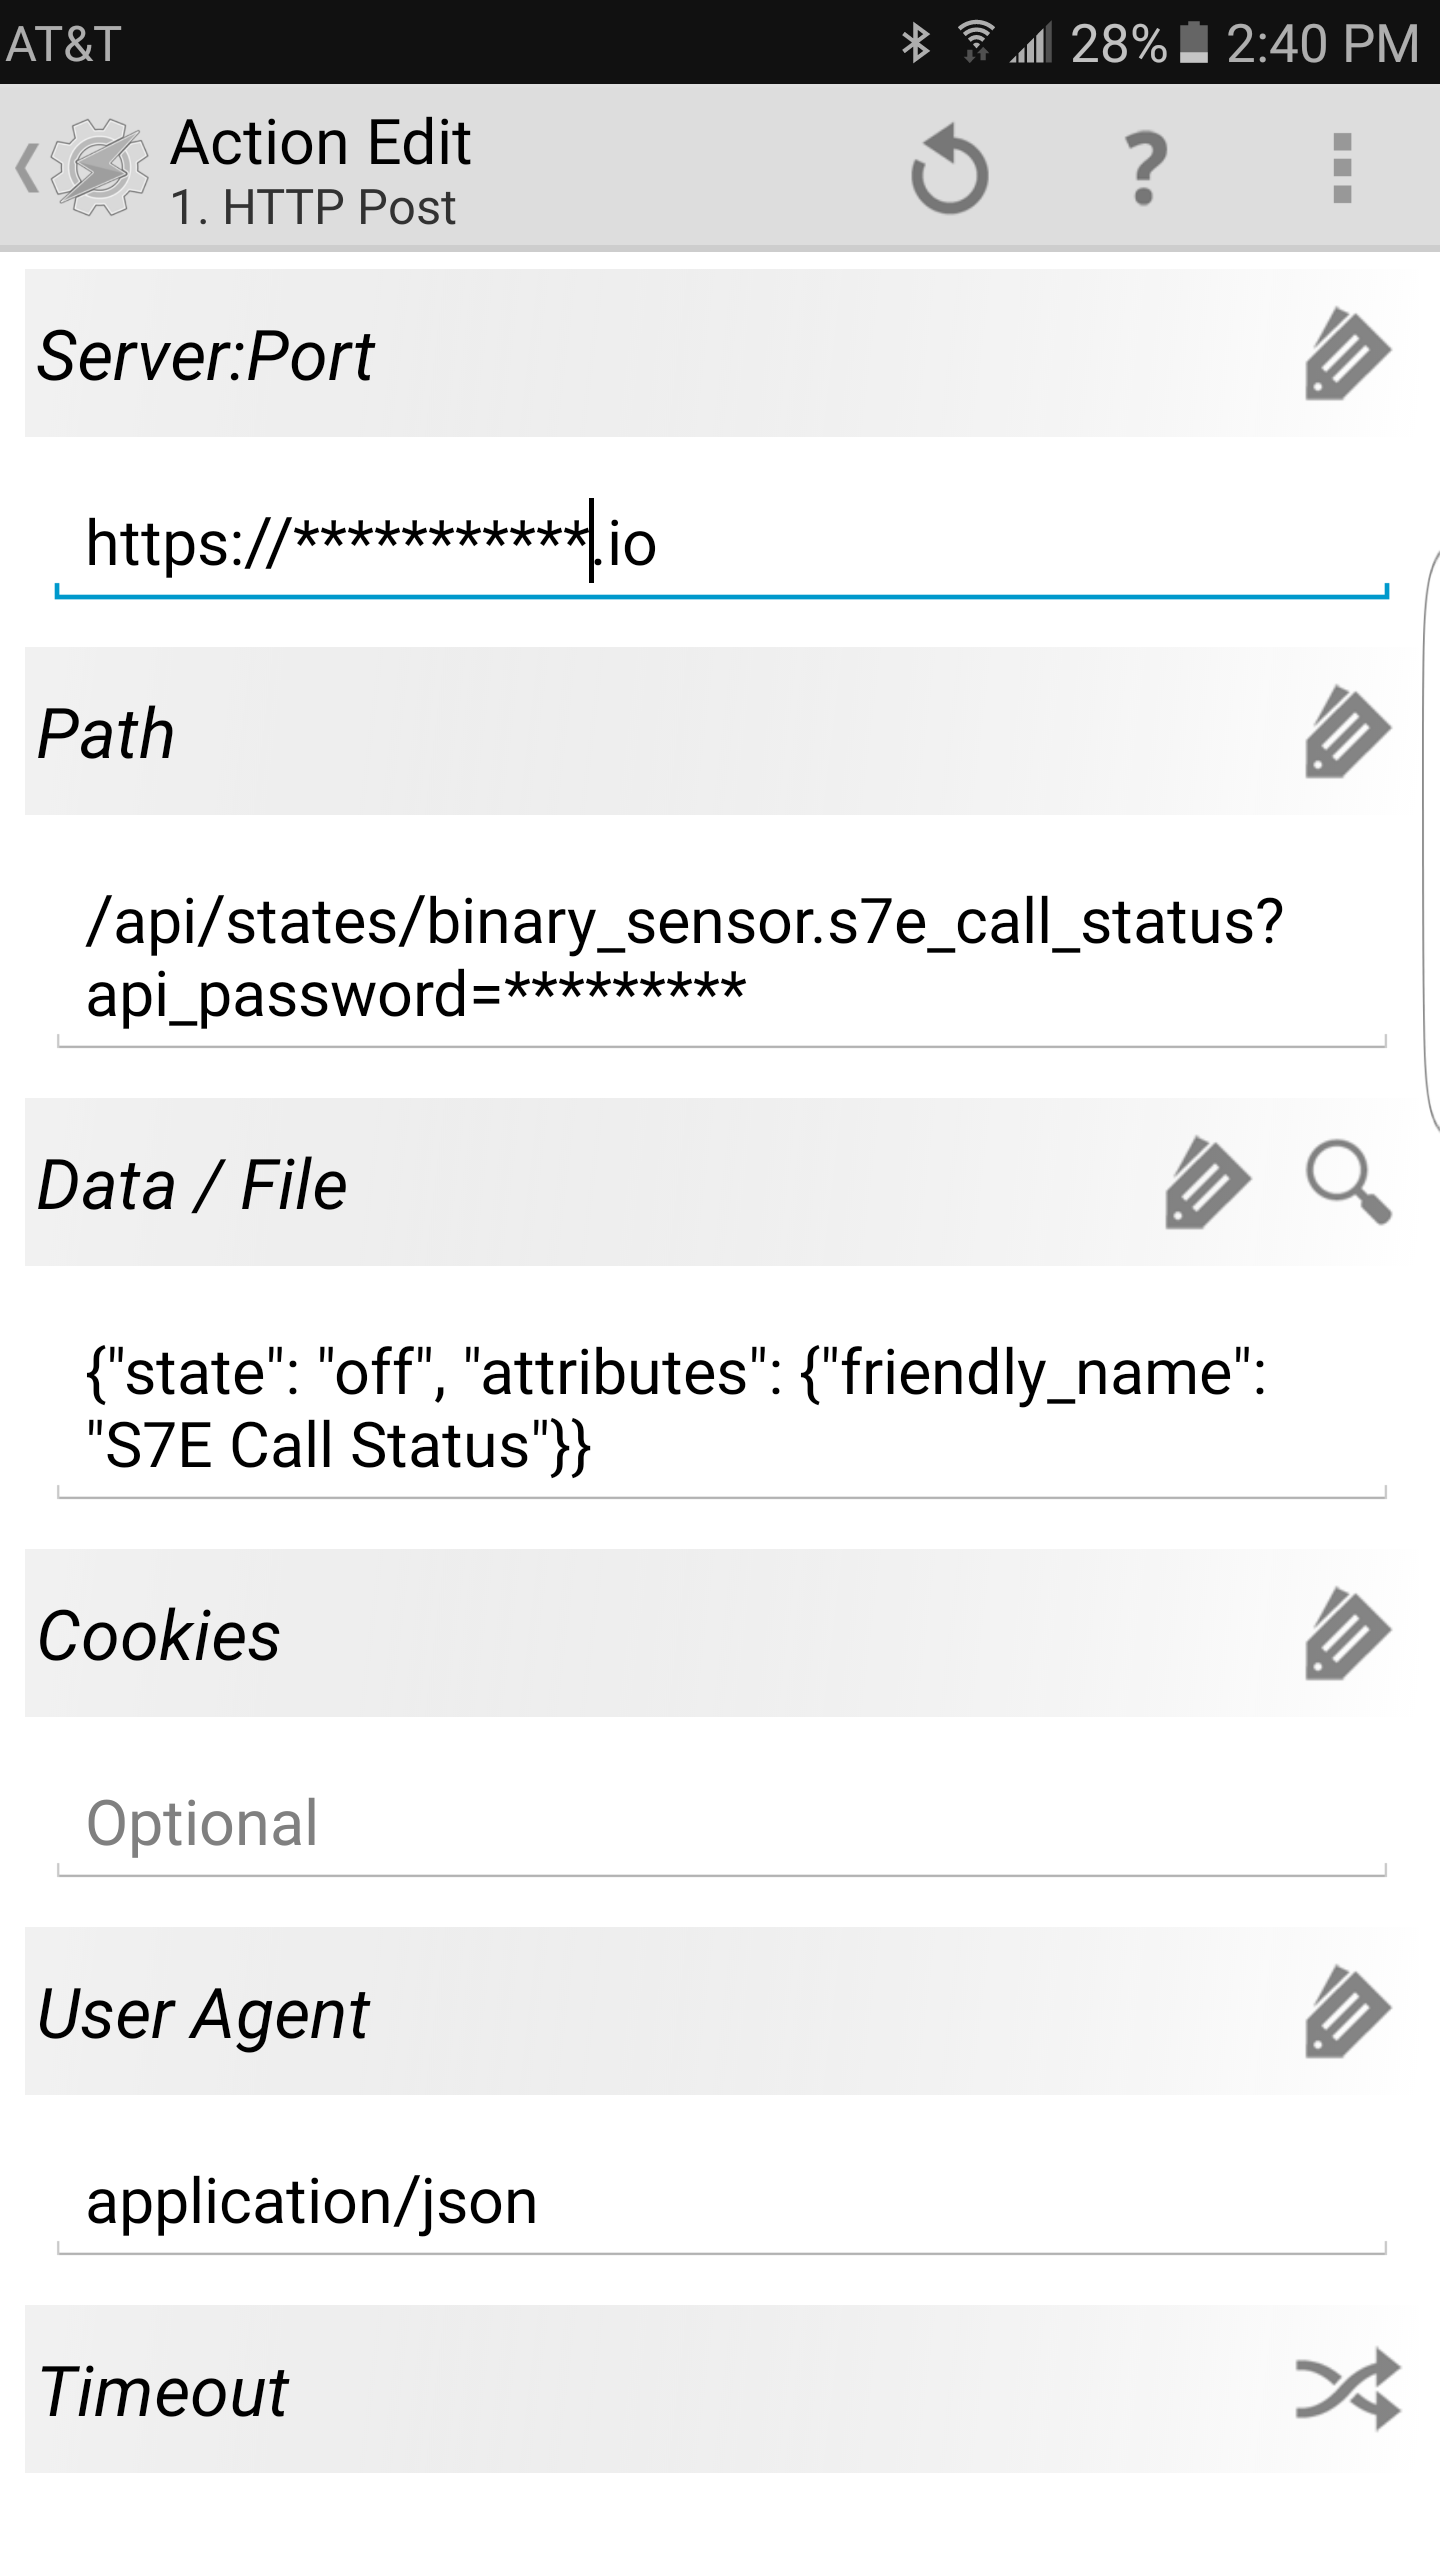 AT&T 28% 2:40 PM
Action Edit
1. HTTP Post
?
Server:Port
https://***********.io
Path
/api/states/binary_sensor.s7e_call_status?
api_password=*********
Data / File
{"state": "off", "attributes": {"friendly_name":
"S7E Call Status"}}
Cookies
Optional
User Agent
application/json
Timeout